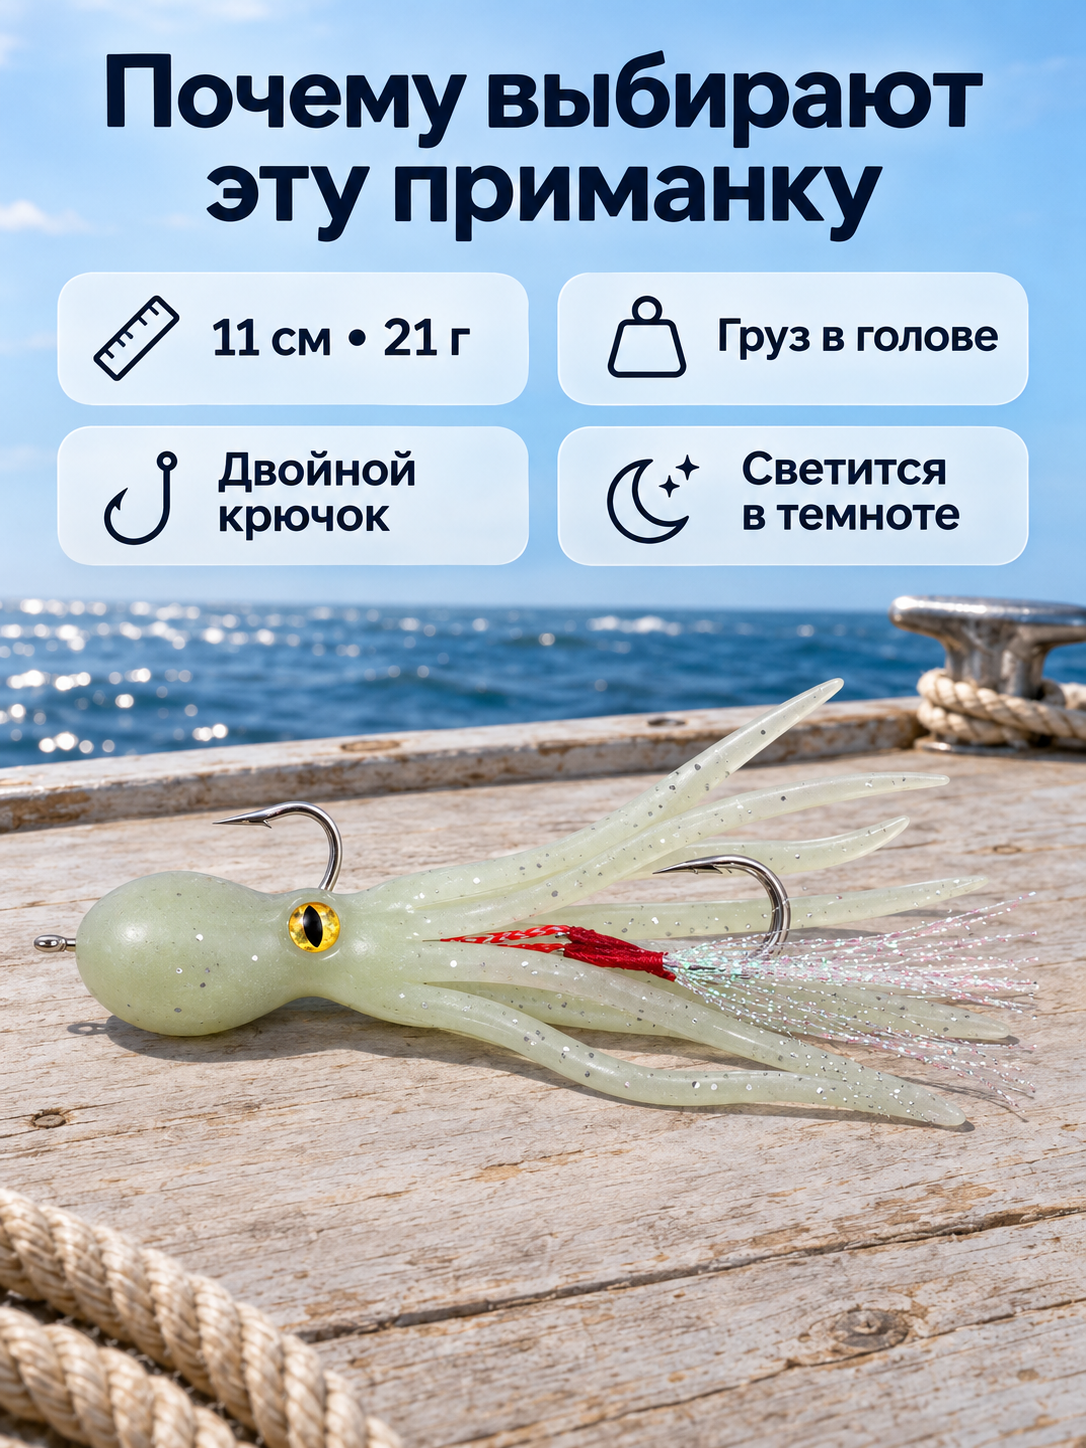 Почему выбирают
эту приманку
11 см • 21 г
Груз в голове
Двойной
крючок
Светится
в темноте